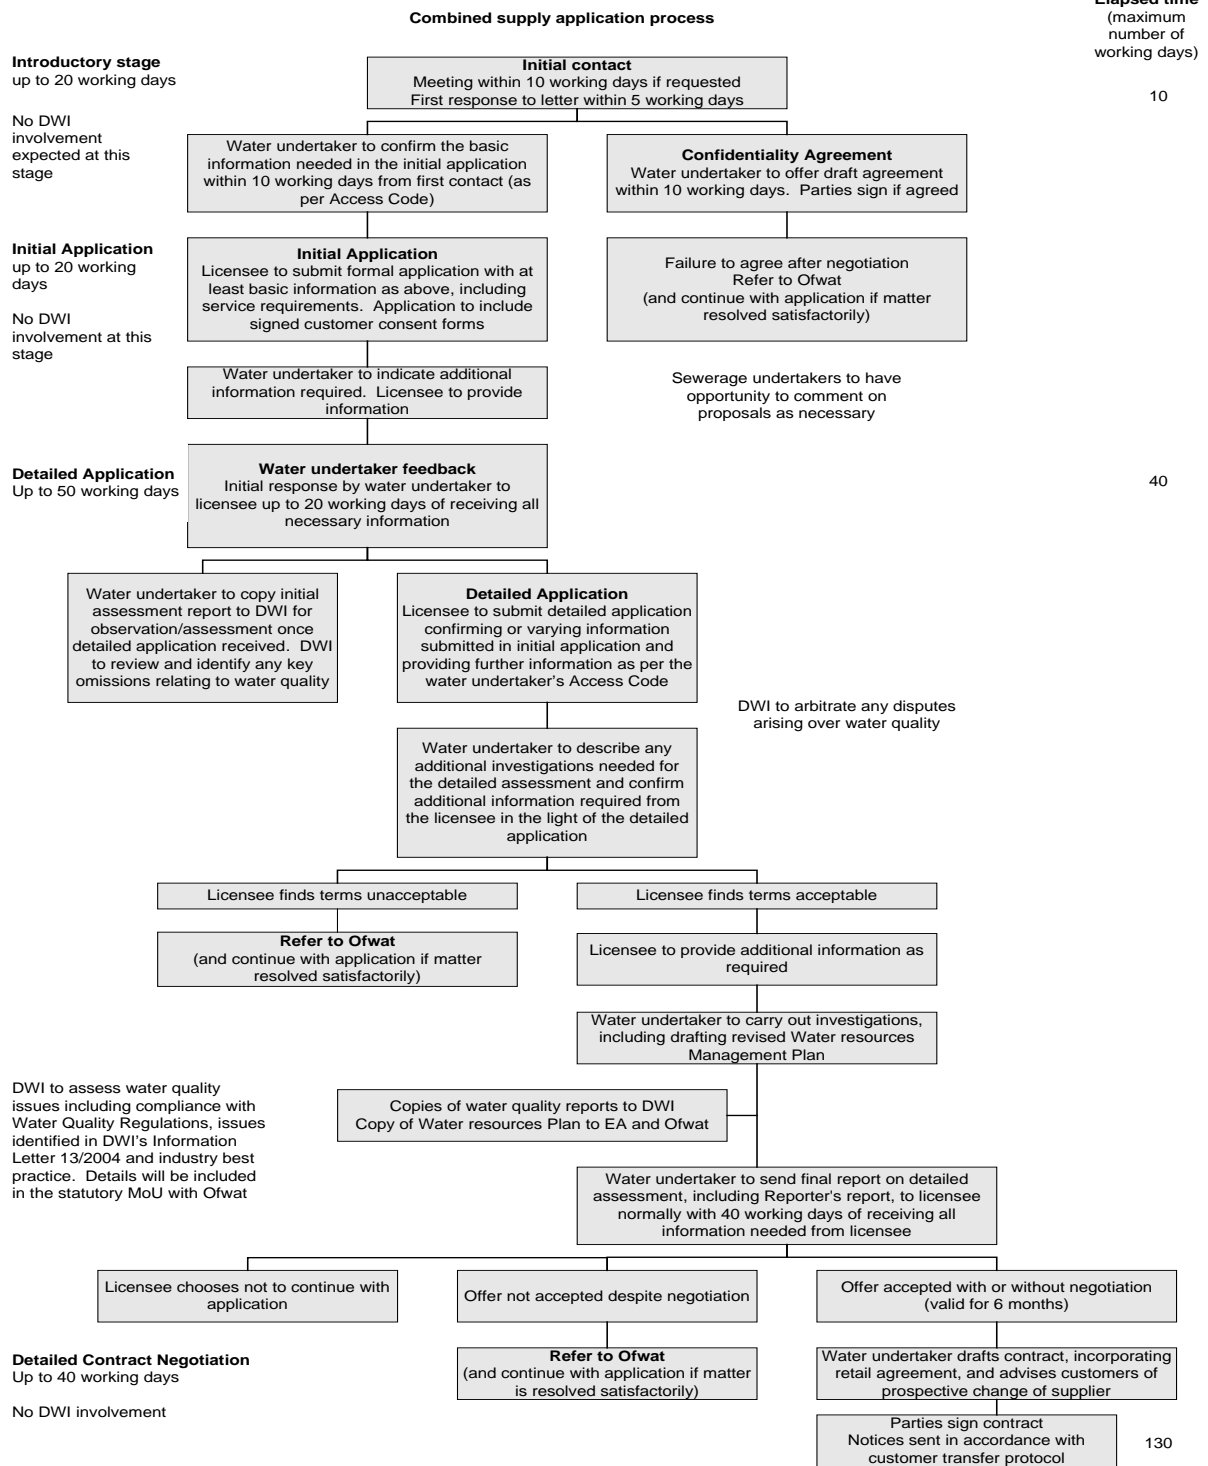 Combined supply application process
Elapsed time
(maximum
number of
working days)
Introductory stage
up to 20 working days
No DWI
involvement
expected at this
stage
Initial contact
Meeting within 10 working days if requested
First response to letter within 5 working days
10
Water undertaker to confirm the basic
information needed in the initial application
within 10 working days from first contact (as
per Access Code)
Confidentiality Agreement
Water undertaker to offer draft agreement
within 10 working days. Parties sign if agreed
Initial Application
up to 20 working
days
No DWI
involvement at this
stage
Initial Application
Licensee to submit formal application with at
least basic information as above, including
service requirements. Application to include
signed customer consent forms
Failure to agree after negotiation
Refer to Ofwat
(and continue with application if matter
resolved satisfactorily)
Water undertaker to indicate additional
information required. Licensee to provide
information
Sewerage undertakers to have
opportunity to comment on
proposals as necessary
Detailed Application
Up to 50 working days
Water undertaker feedback
Initial response by water undertaker to
licensee up to 20 working days of receiving all
necessary information
40
Water undertaker to copy initial
assessment report to DWI for
observation/assessment once
detailed application received. DWI
to review and identify any key
omissions relating to water quality
Detailed Application
Licensee to submit detailed application
confirming or varying information
submitted in initial application and
providing further information as per the
water undertaker's Access Code
DWI to arbitrate any disputes
arising over water quality
Water undertaker to describe any
additional investigations needed for
the detailed assessment and confirm
additional information required from
the licensee in the light of the detailed
application
Licensee finds terms unacceptable
Licensee finds terms acceptable
Refer to Ofwat
(and continue with application if matter
resolved satisfactorily)
Licensee to provide additional information as
required
Water undertaker to carry out investigations,
including drafting revised Water resources
Management Plan
DWI to assess water quality
issues including compliance with
Water Quality Regulations, issues
identified in DWI's Information
Letter 13/2004 and industry best
practice. Details will be included
in the statutory MoU with Ofwat
Copies of water quality reports to DWI
Copy of Water resources Plan to EA and Ofwat
Water undertaker to send final report on detailed
assessment, including Reporter's report, to licensee
normally with 40 working days of receiving all
information needed from licensee
Licensee chooses not to continue with
application
Offer not accepted despite negotiation
Offer accepted with or without negotiation
(valid for 6 months)
Detailed Contract Negotiation
Up to 40 working days
No DWI involvement
Refer to Ofwat
(and continue with application if matter
is resolved satisfactorily)
Water undertaker drafts contract, incorporating
retail agreement, and advises customers of
prospective change of supplier
Parties sign contract
Notices sent in accordance with
customer transfer protocol
130